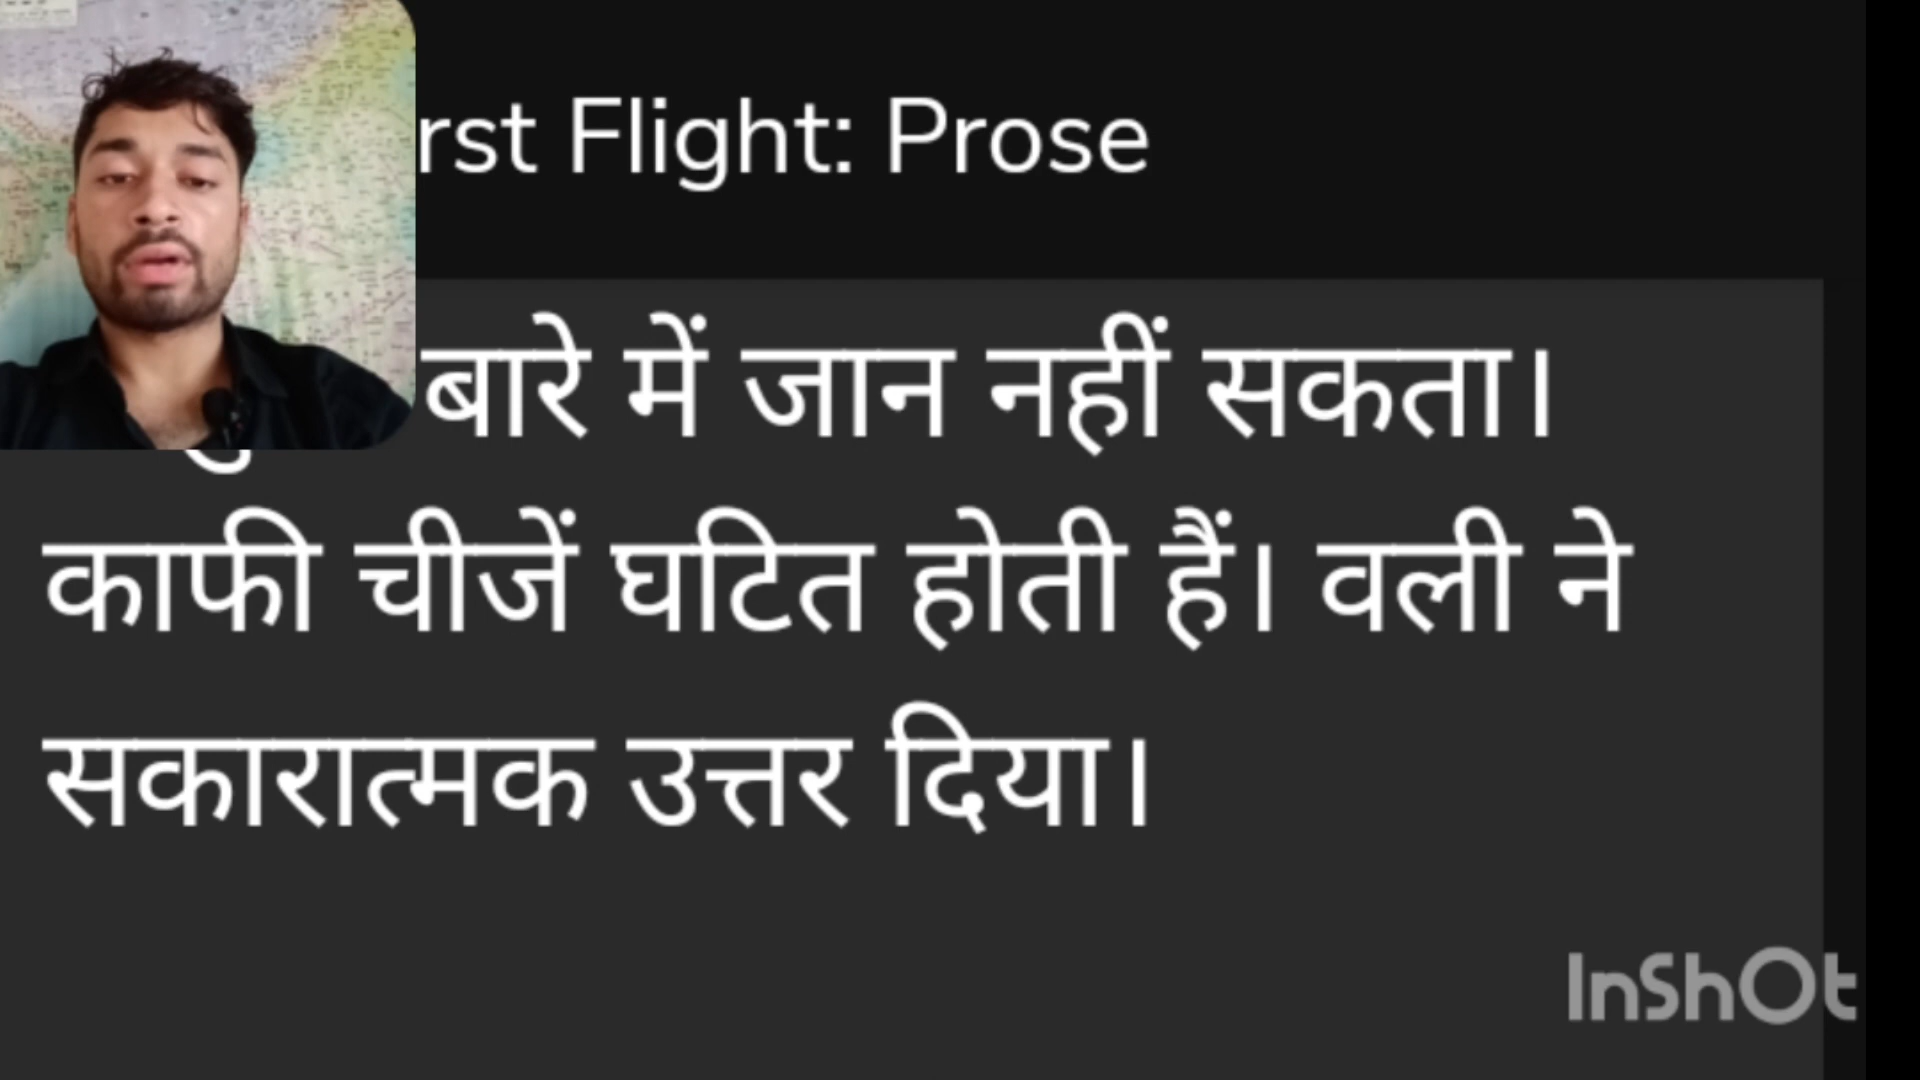 rst Flight: Prose
बारे में जान नहीं सकता।
काफी चीजें घटित होती हैं। वली ने
सकारात्मक उत्तर दिया।
InShOt